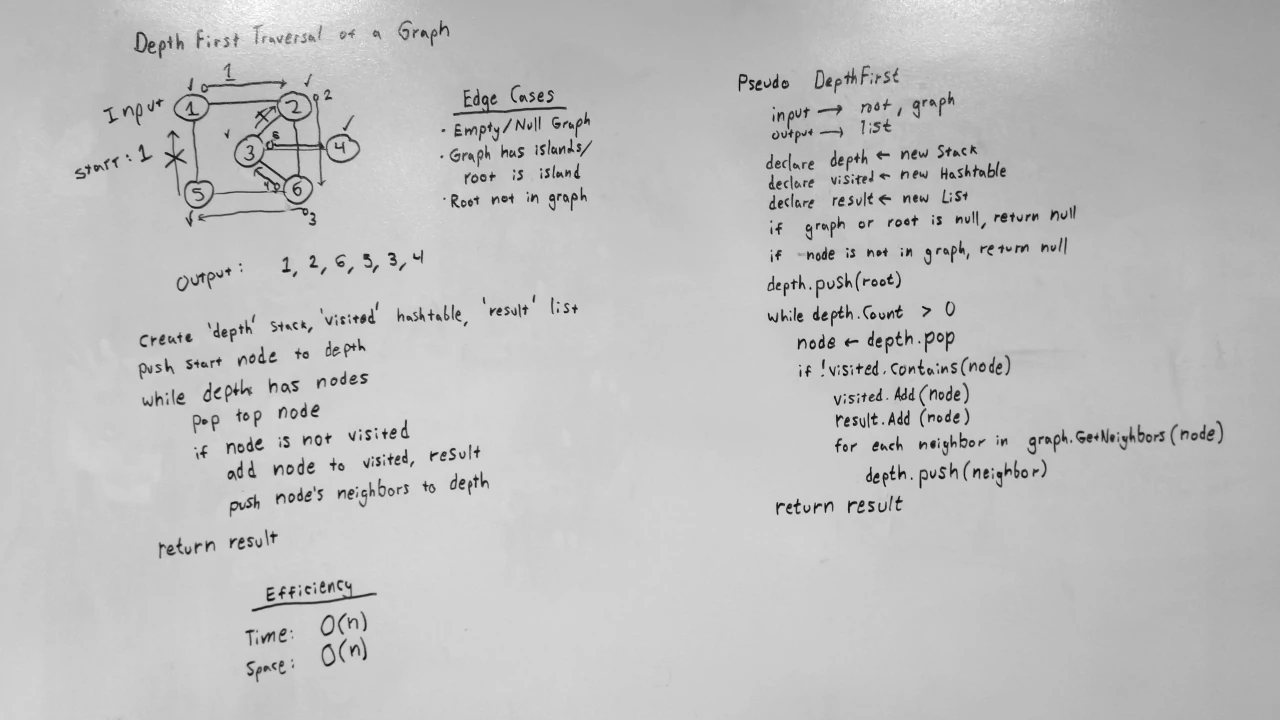 Depth First Traversal of a Graph
Input
start: 1
1
1
2
2
3
4
5
6
3
4
5
Output: 1, 2, 6, 5, 3, 4
Edge Cases
· Empty/Null Graph
· Graph has islands/
root is island
· Root not in graph
create 'depth' stack, 'visited' hashtable, 'result' list
push start node to depth
while depth has nodes
pop top node
if node is not visited
add node to visited, result
push node's neighbors to depth
return result
Efficiency
Time: O(n)
Space: O(n)
Pseudo DepthFirst
input → root, graph
output → list
declare depth ← new Stack
declare visited ← new Hashtable
declare result ← new List
if graph or root is null, return null
if node is not in graph, return null
depth.push(root)
while depth.Count > 0
node ← depth.pop
if !visited.contains(node)
visited.Add(node)
result.Add(node)
for each neighbor in graph.GetNeighbors(node)
depth.push(neighbor)
return result